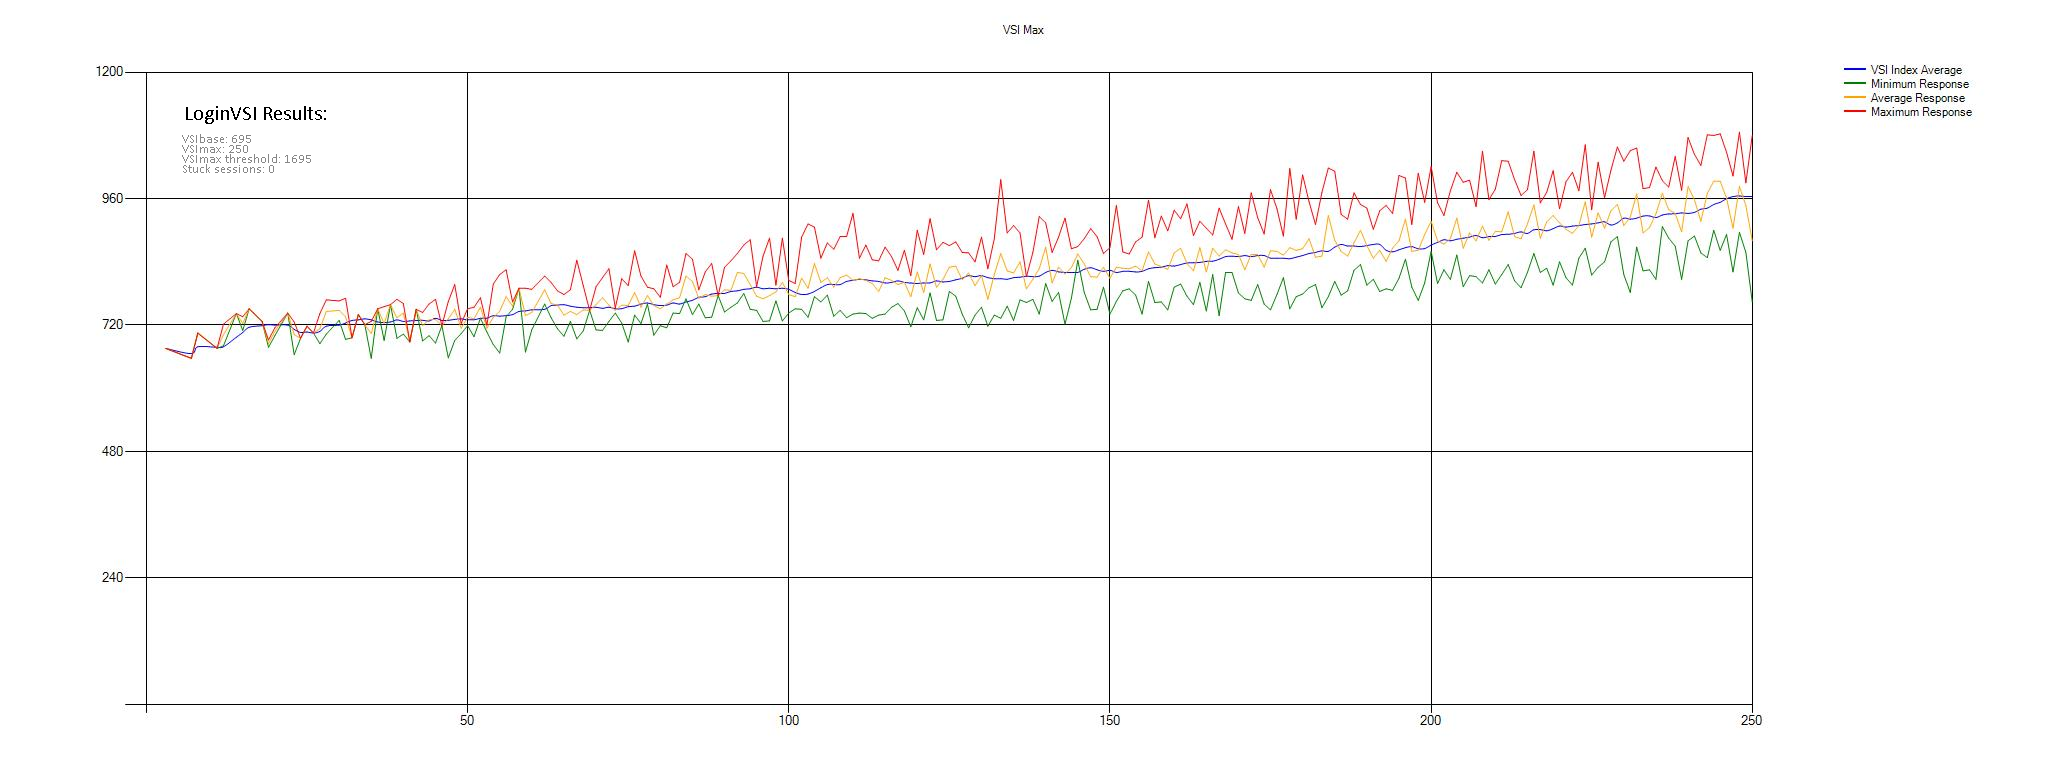 VSI Max
1200
960
720
480
240
50
100
150
200
250
LoginVSI Results:
VSIbase: 695
VSImax: 250
VSImax threshold: 1695
Stuck sessions: 0
VSI Index Average
Minimum Response
Average Response
Maximum Response